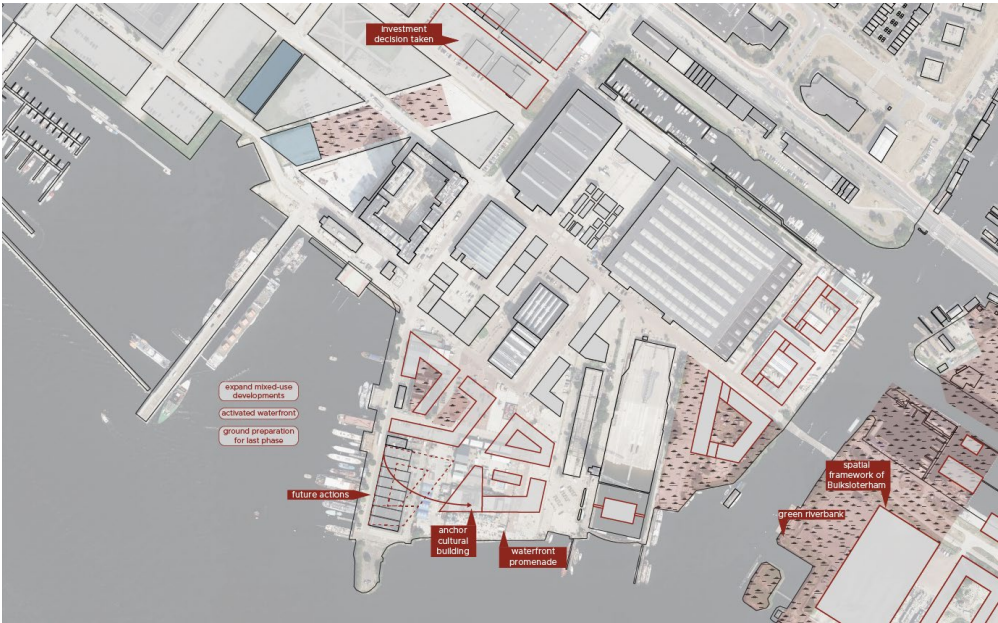 investment
decision taken
expand mixed-use
developments
activated waterfront
ground preparation
for last phase
future actions
anchor
cultural
building
waterfront
promenade
spatial
framework of
Buiksloterham
green riverbank